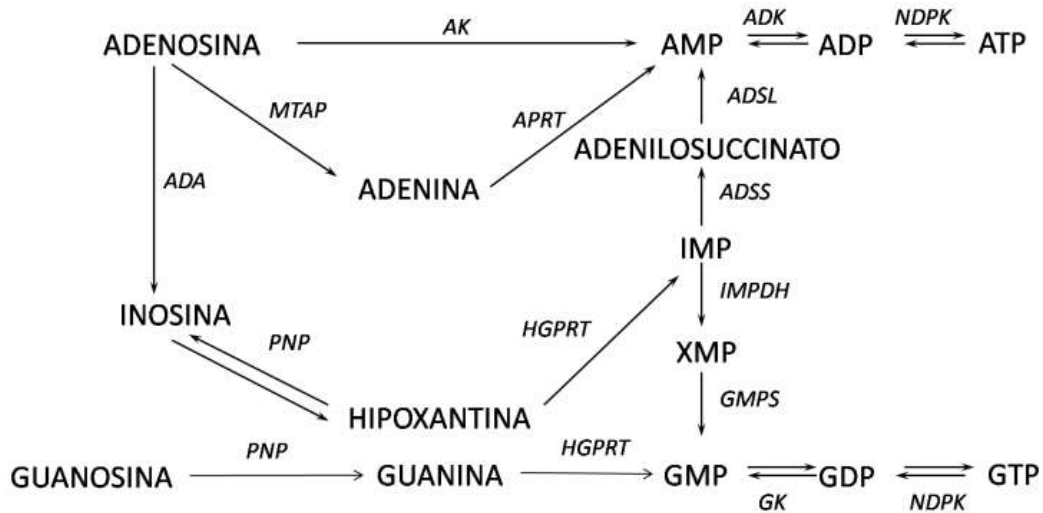 AK
ADK
NDPK
ADENOSINA
AMP
ADP
ATP
MTAP
APRT
ADSL
ADENILOSUCCINATO
ADA
ADENINA
ADSS
IMP
INOSINA
IMPDH
PNP
HGPRT
XMP
GMPS
HIPOXANTINA
PNP
HGPRT
GUANOSINA
GUANINA
GMP
GDP
GTP
GK
NDPK